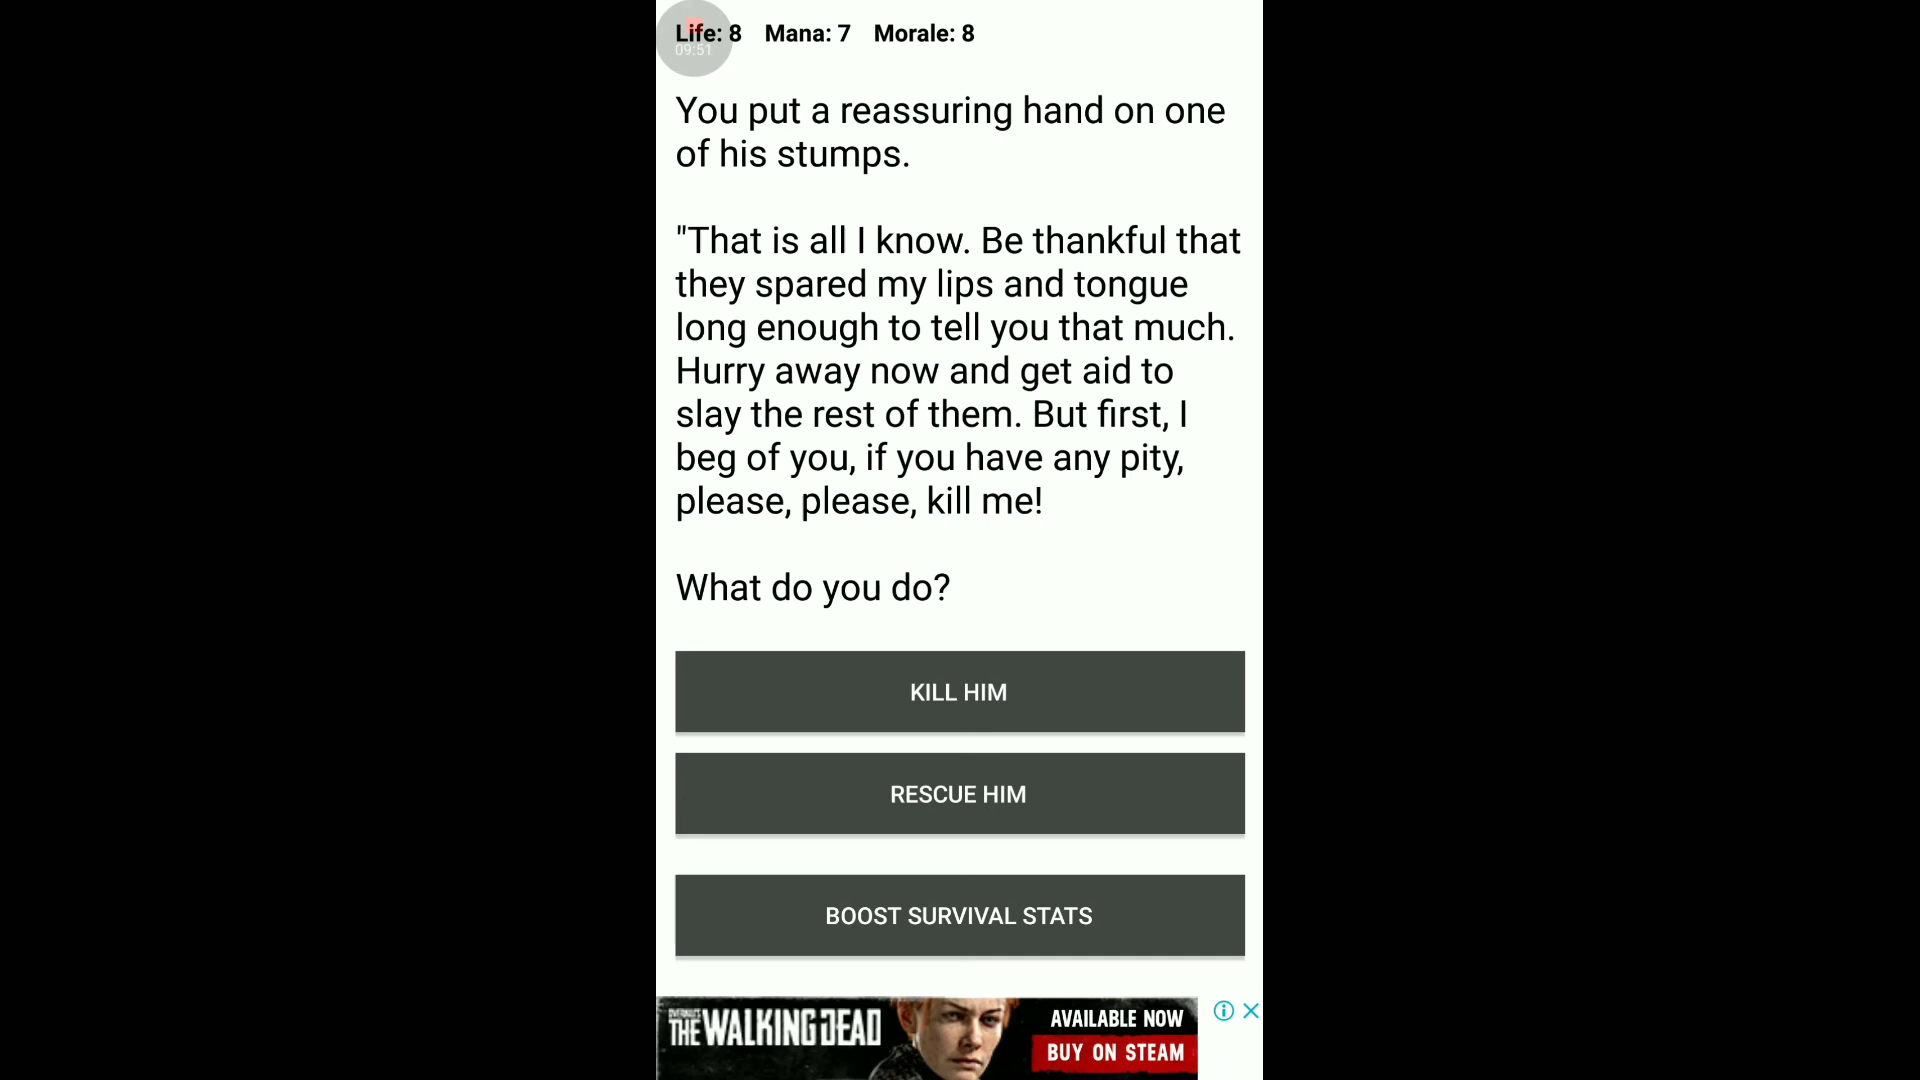 Life: 8 Mana: 7 Morale: 8
09:51
You put a reassuring hand on one
of his stumps.
"That is all I know. Be thankful that
they spared my lips and tongue
long enough to tell you that much.
Hurry away now and get aid to
slay the rest of them. But first, I
beg of you, if you have any pity,
please, please, kill me!
What do you do?
KILL HIM
RESCUE HIM
BOOST SURVIVAL STATS
OVERKILL'S
THE WALKING DEAD
AVAILABLE NOW
BUY ON STEAM